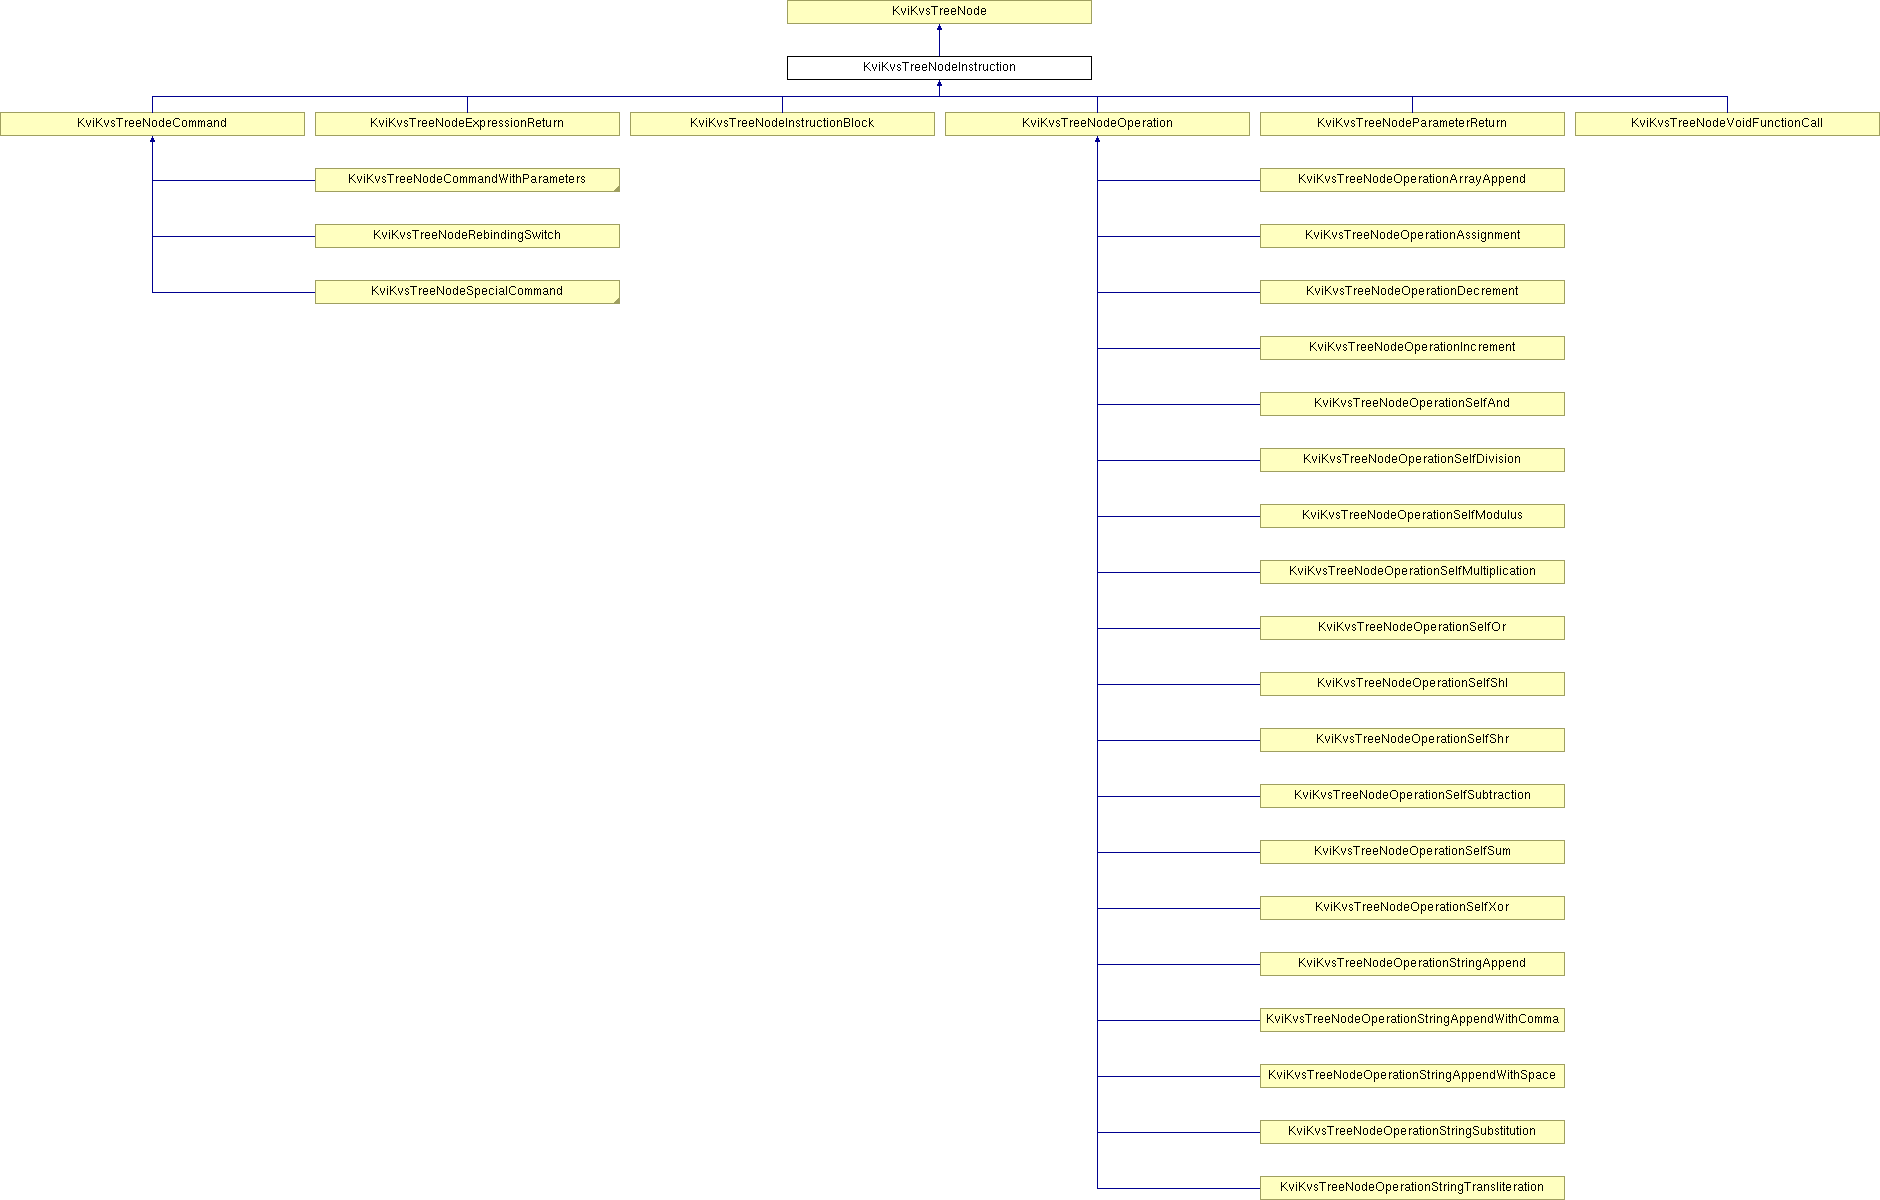 KviKvsTreeNode
KviKvsTreeNodeInstruction
KviKvsTreeNodeCommand
KviKvsTreeNodeExpressionReturn
KviKvsTreeNodeInstructionBlock
KviKvsTreeNodeOperation
KviKvsTreeNodeParameterReturn
KviKvsTreeNodeVoidFunctionCall
KviKvsTreeNodeCommandWithParameters
KviKvsTreeNodeRebindingSwitch
KviKvsTreeNodeSpecialCommand
KviKvsTreeNodeOperationArrayAppend
KviKvsTreeNodeOperationAssignment
KviKvsTreeNodeOperationDecrement
KviKvsTreeNodeOperationIncrement
KviKvsTreeNodeOperationSelfAnd
KviKvsTreeNodeOperationSelfDivision
KviKvsTreeNodeOperationSelfModulus
KviKvsTreeNodeOperationSelfMultiplication
KviKvsTreeNodeOperationSelfOr
KviKvsTreeNodeOperationSelfShl
KviKvsTreeNodeOperationSelfShr
KviKvsTreeNodeOperationSelfSubtraction
KviKvsTreeNodeOperationSelfSum
KviKvsTreeNodeOperationSelfXor
KviKvsTreeNodeOperationStringAppend
KviKvsTreeNodeOperationStringAppendWithComma
KviKvsTreeNodeOperationStringAppendWithSpace
KviKvsTreeNodeOperationStringSubstitution
KviKvsTreeNodeOperationStringTransliteration